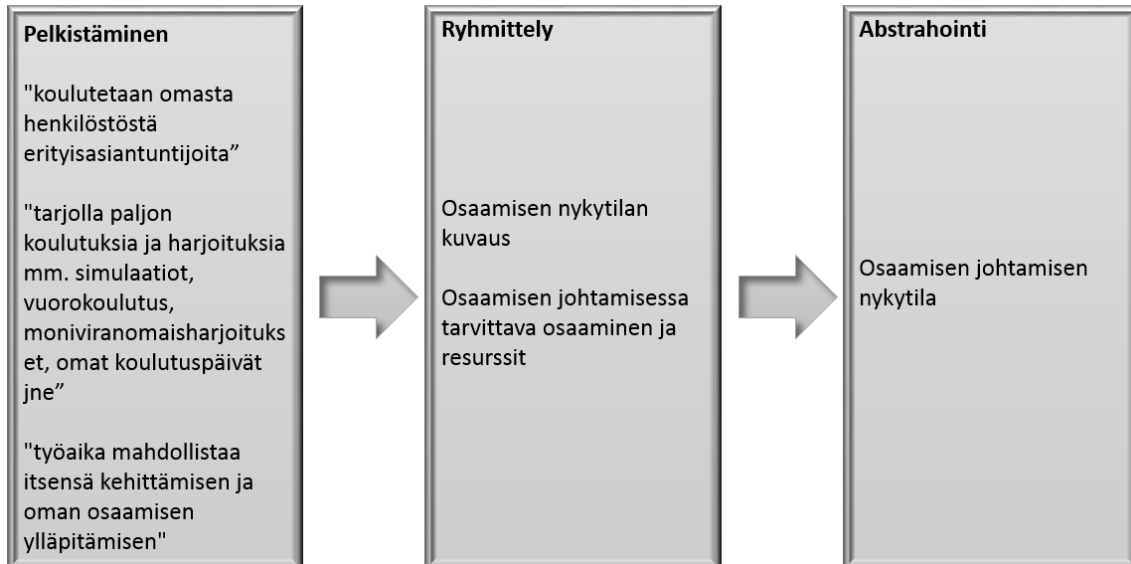 Pelkistäminen
"koulutetaan omasta
henkilöstöstä
erityisasiantuntijoita”
"tarjolla paljon
koulutuksia ja harjoituksia
mm. simulaatiot,
vuorokoulutus,
moniviranomaisharjoituks
et, omat koulutuspäivät
jne”
"työaika mahdollistaa
itsensä kehittämisen ja
oman osaamisen
ylläpitämisen"
Ryhmittely
Osaamisen nykytilan
kuvaus
Osaamisen johtamisessa
tarvittava osaaminen ja
resurssit
Abstrahointi
Osaamisen johtamisen
nykytila